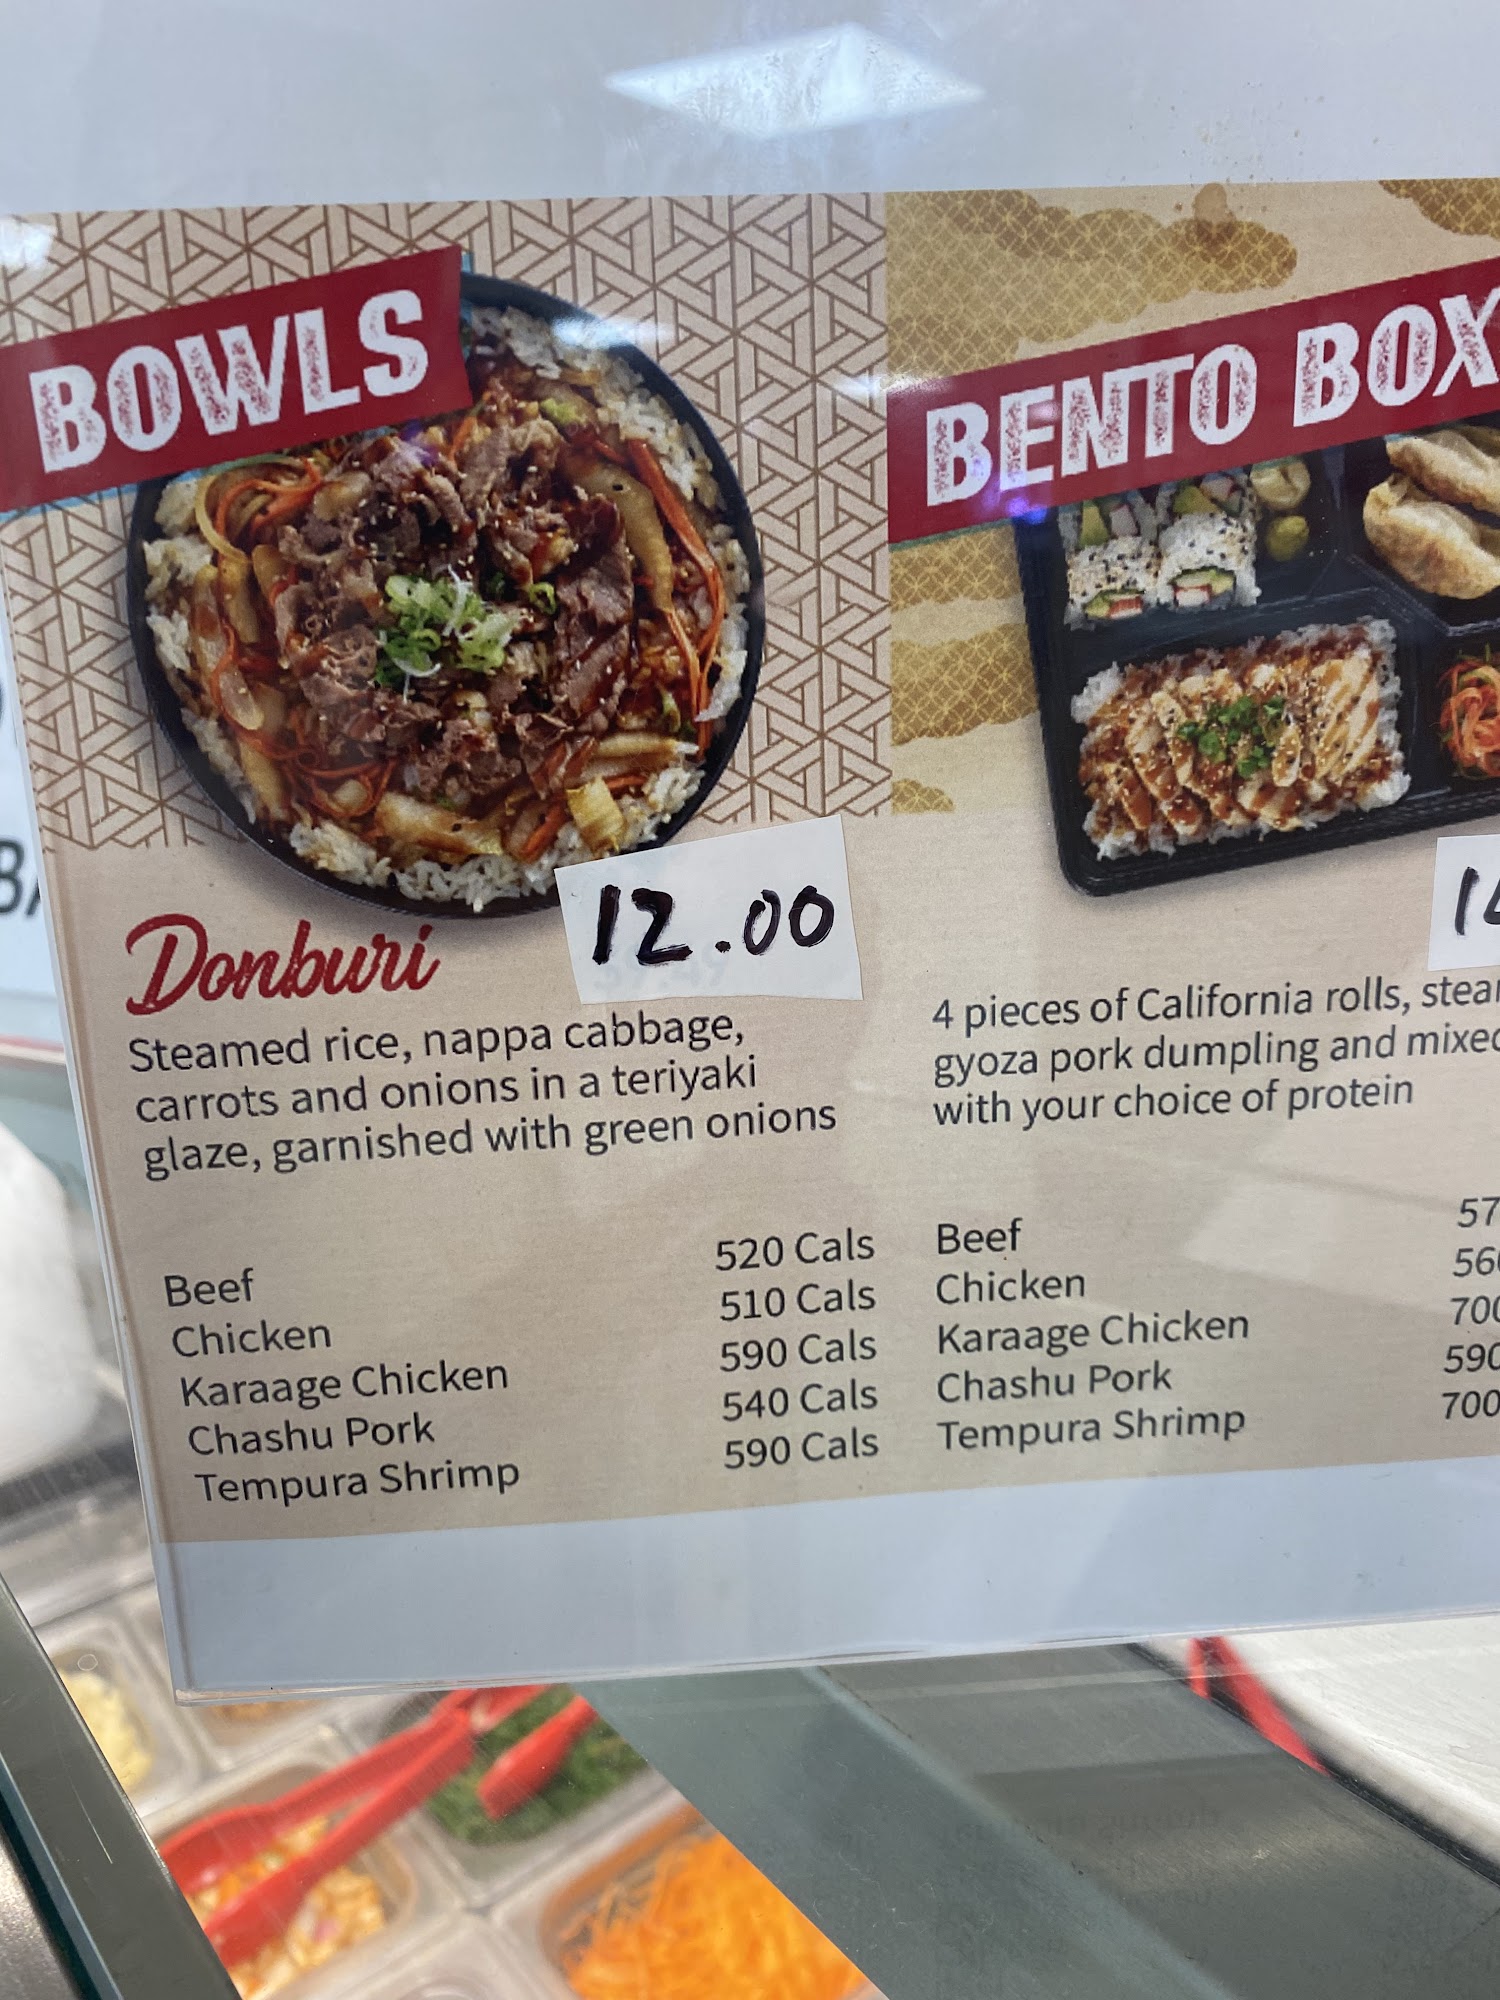 BOWLS
12.00
Donburi
Steamed rice, nappa cabbage,
carrots and onions in a teriyaki
glaze, garnished with green onions
Beef 520 Cals
Chicken 510 Cals
Karaage Chicken 590 Cals
Chashu Pork 540 Cals
Tempura Shrimp 590 Cals
BENTO BOX
4 pieces of California rolls,
gyoza pork dumpling and mixed
with your choice of protein
Beef
Chicken
Karaage Chicken
Chashu Pork
Tempura Shrimp